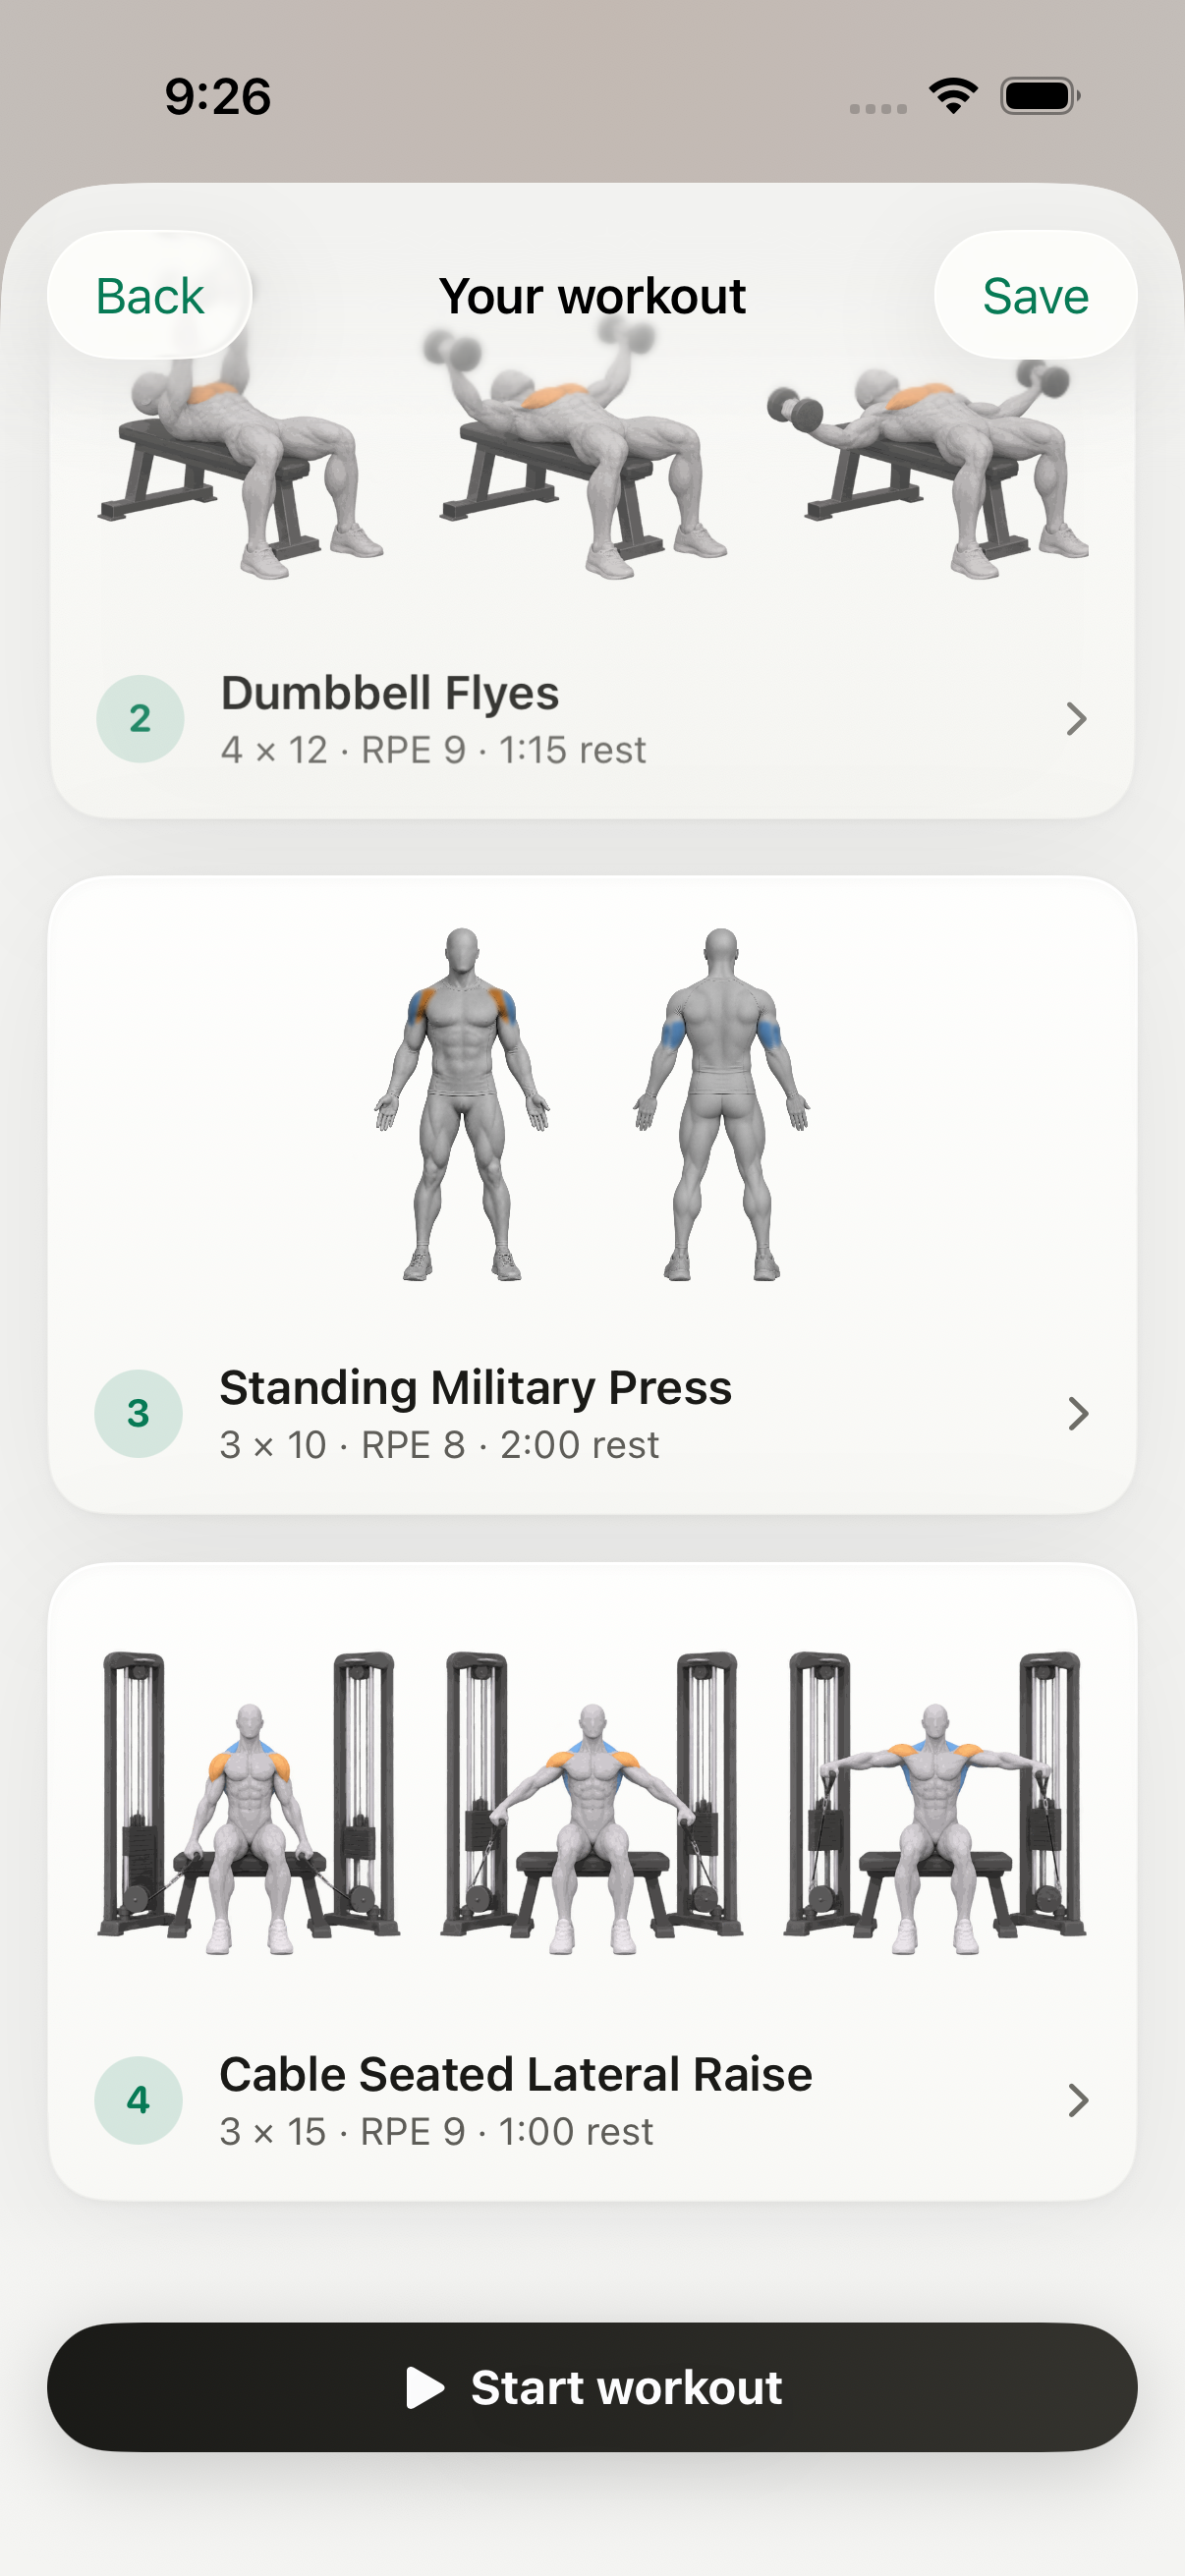 9:26
Back
Your workout
Save
2
Dumbbell Flyes
4 × 12 · RPE 9 · 1:15 rest
3
Standing Military Press
3 × 10 · RPE 8 · 2:00 rest
4
Cable Seated Lateral Raise
3 × 15 · RPE 9 · 1:00 rest
Start workout